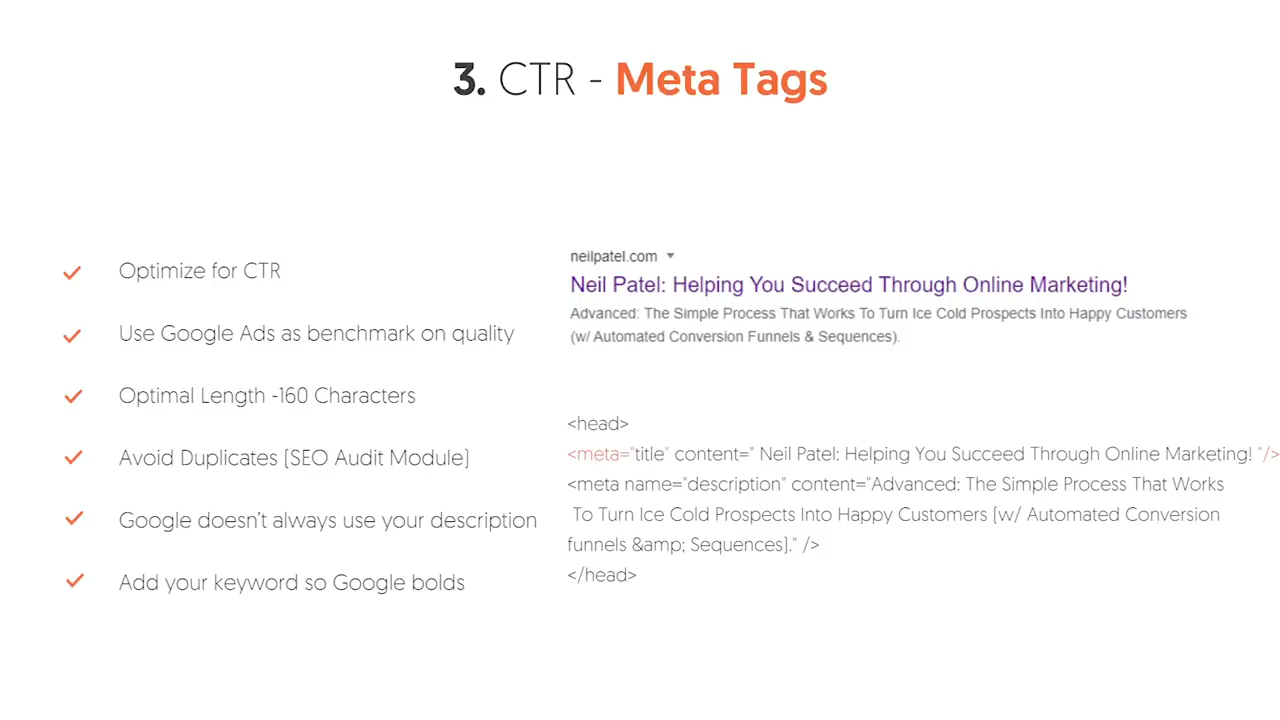 3. CTR - Meta Tags
Optimize for CTR
Use Google Ads as benchmark on quality
Optimal Length -160 Characters
Avoid Duplicates [SEO Audit Module]
Google doesn't always use your description
Add your keyword so Google bolds
neilpatel.com
Neil Patel: Helping You Succeed Through Online Marketing!
Advanced: The Simple Process That Works To Turn Ice Cold Prospects Into Happy Customers
(w/ Automated Conversion Funnels & Sequences).
<head>
<meta="title" content=" Neil Patel: Helping You Succeed Through Online Marketing! "/>
<meta name="description" content="Advanced: The Simple Process That Works
To Turn Ice Cold Prospects Into Happy Customers [w/ Automated Conversion
funnels &amp; Sequences]." />
</head>